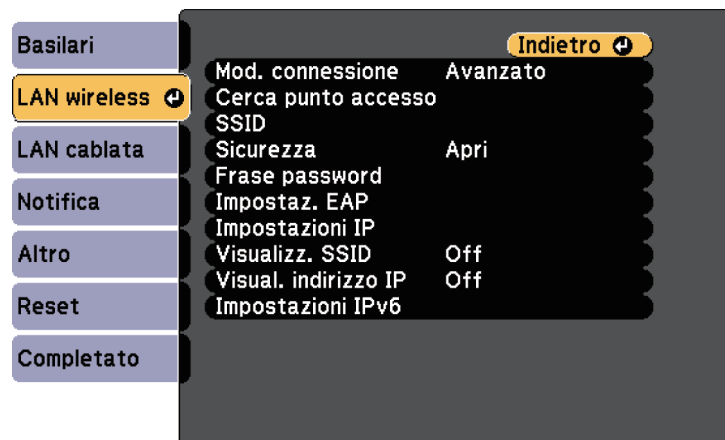 Basilari
LAN wireless
LAN cablata
Notifica
Altro
Reset
Completato
Indietro
Mod. connessione Avanzato
Cerca punto accesso
SSID
Sicurezza Apri
Frase password
Impostaz. EAP
Impostazioni IP
Visualizz. SSID Off
Visual. indirizzo IP Off
Impostazioni IPv6